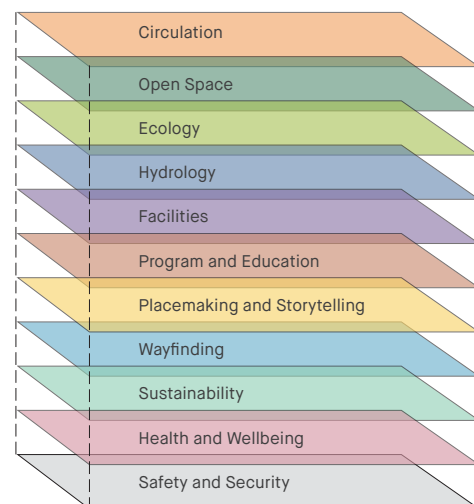 Circulation
Open Space
Ecology
Hydrology
Facilities
Program and Education
Placemaking and Storytelling
Wayfinding
Sustainability
Health and Wellbeing
Safety and Security